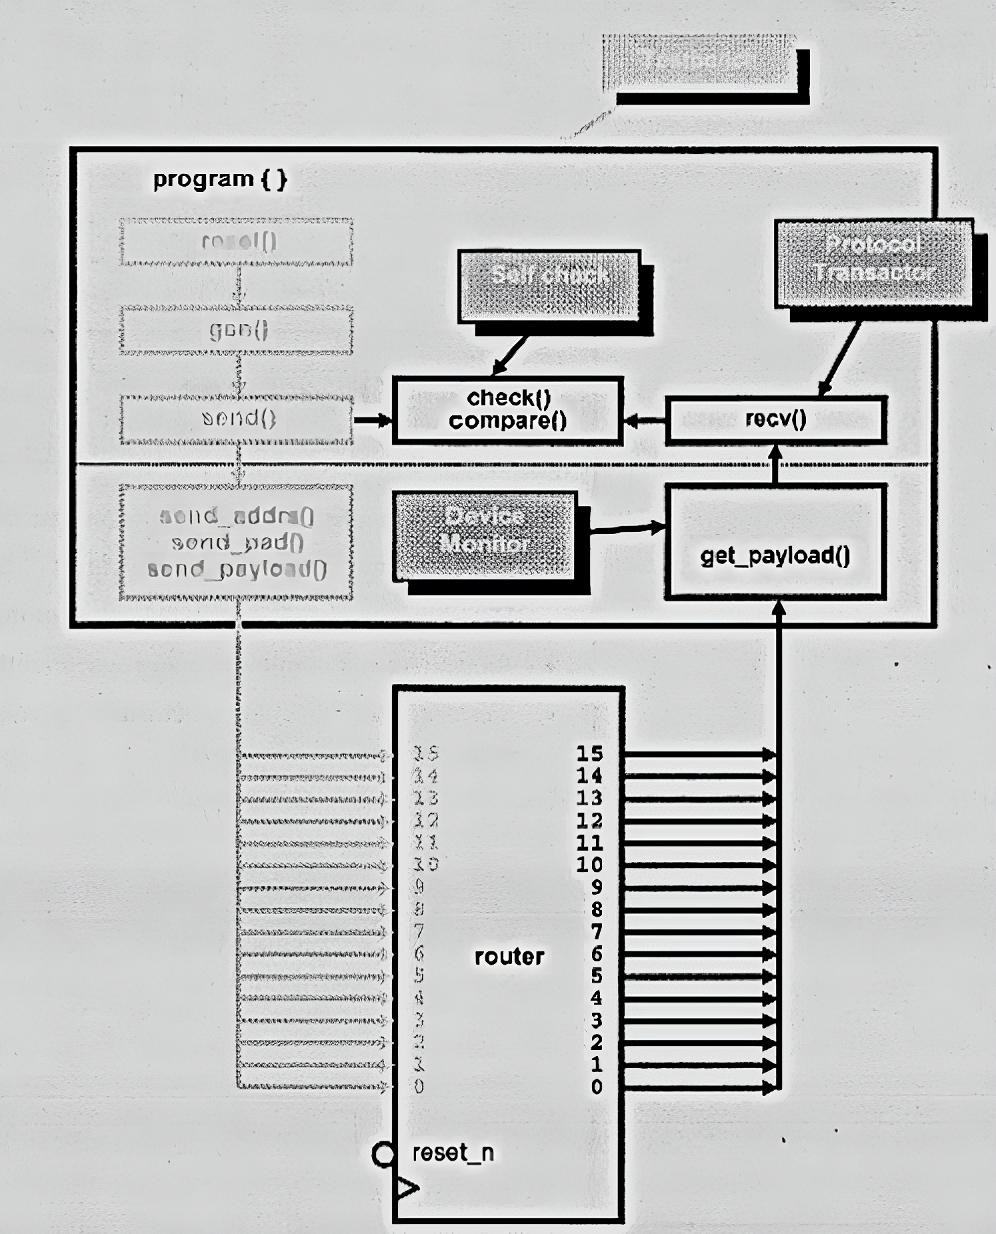 program { }
reset()
gen()
send()
Self check
Protocol
Transactor
check()
compare()
recv()
send_addrs()
send_pad()
send_payload()
Device
Monitor
get_payload()
15 15
14 14
13 13
12 12
11 11
10 10
9 9
8 8
7 7
6 6
5 5
4 4
3 3
2 2
1 1
0 0
router
reset_n